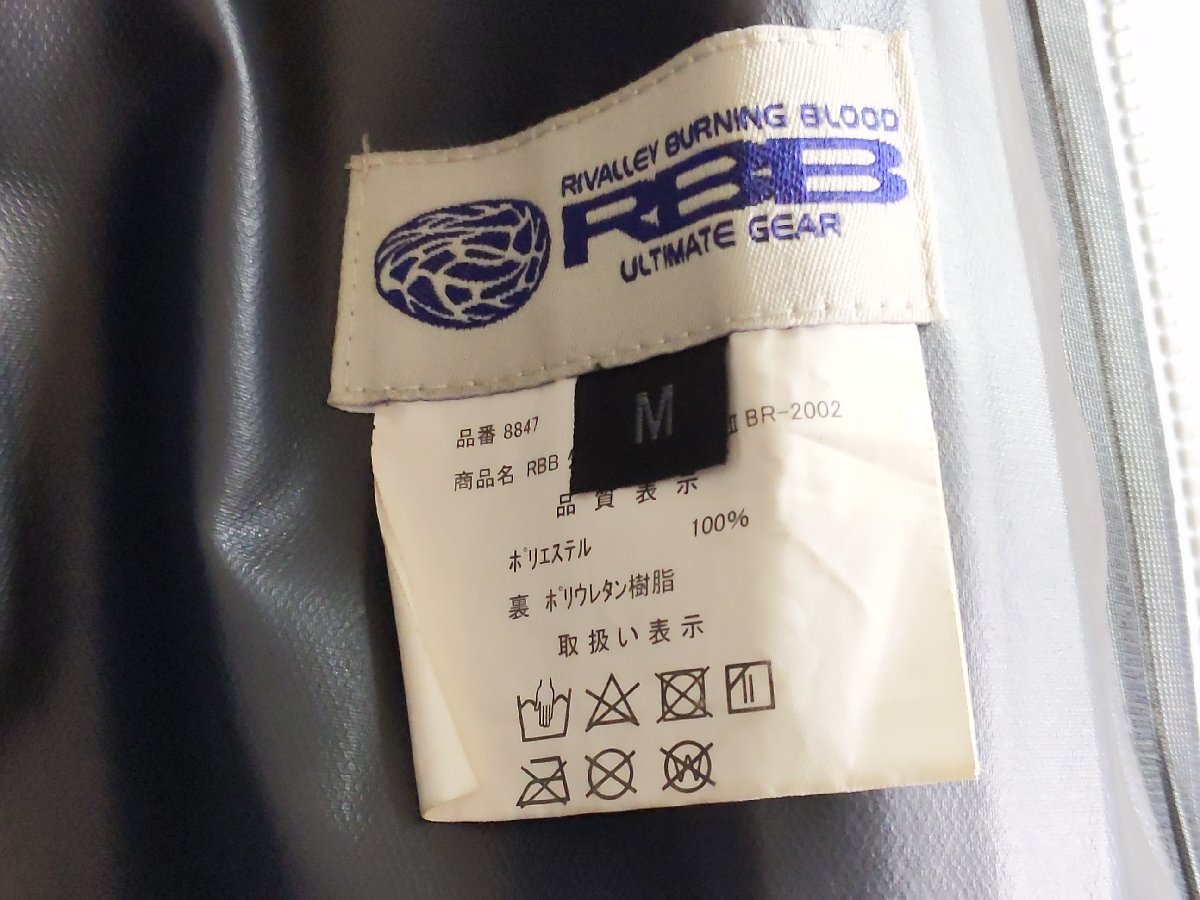 RIVALLEY BURNING BLOOD
RBB
ULTIMATE GEAR
M
品番 8847
商品名 RBB BR-2002
品質表示
ポリエステル 100%
裏 ポリウレタン樹脂
取扱い表示
W